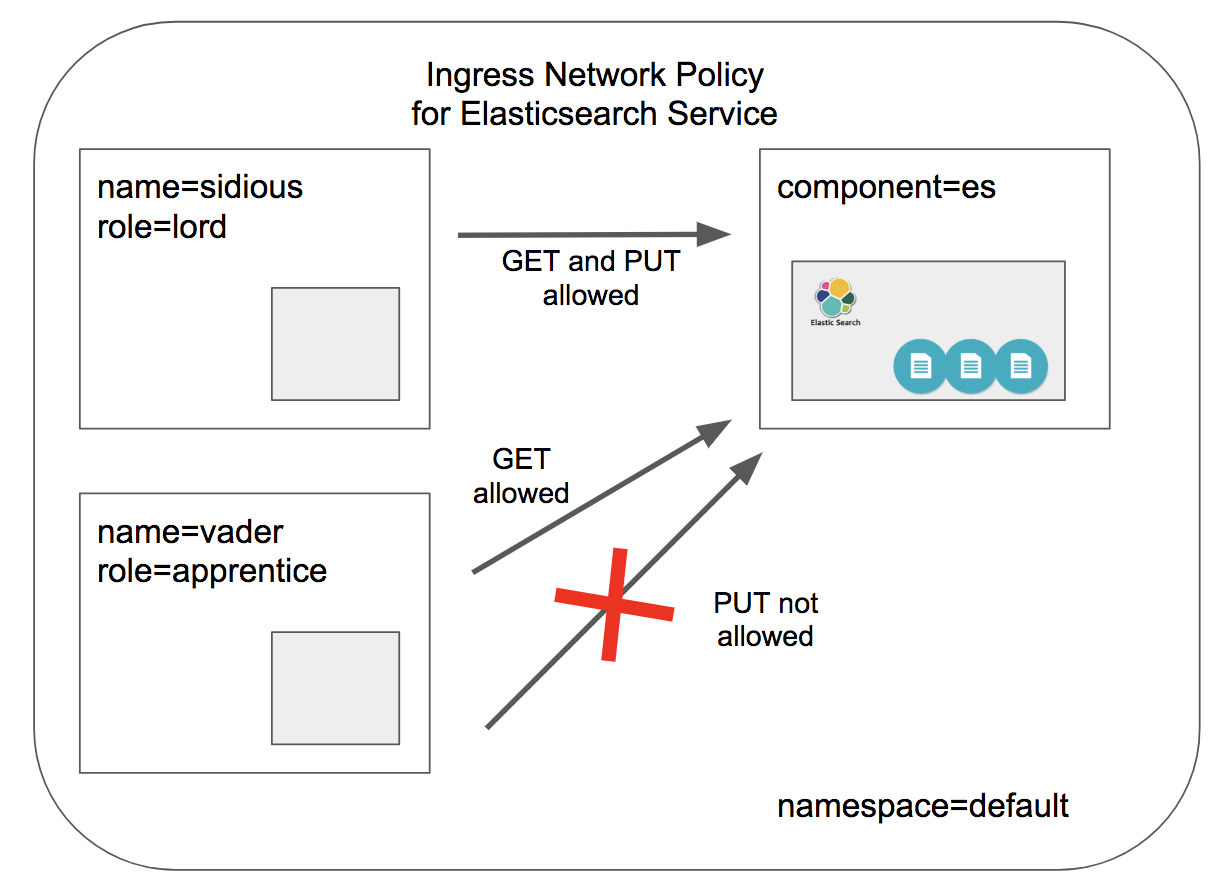 Ingress Network Policy
for Elasticsearch Service
name=sidious
role=lord
GET and PUT
allowed
component=es
Elastic Search
GET
allowed
name=vader
role=apprentice
PUT not
allowed
namespace=default